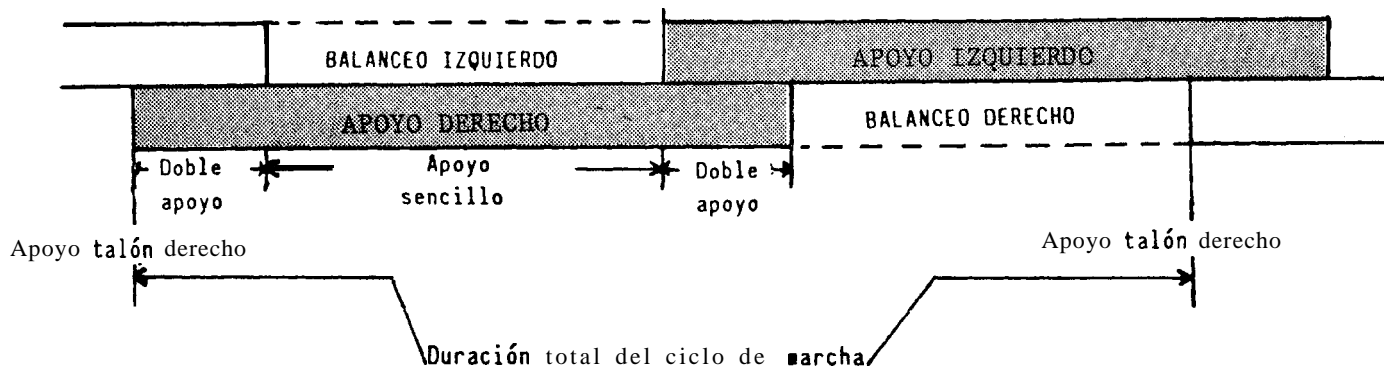 BALANCEO IZQUIERDO
APOYO IZQUIERDO
APOYO DERECHO
BALANCEO DERECHO
Doble
apoyo
Apoyo
sencillo
Doble
apoyo
Apoyo talón derecho
Apoyo talón derecho
Duración total del ciclo de marcha